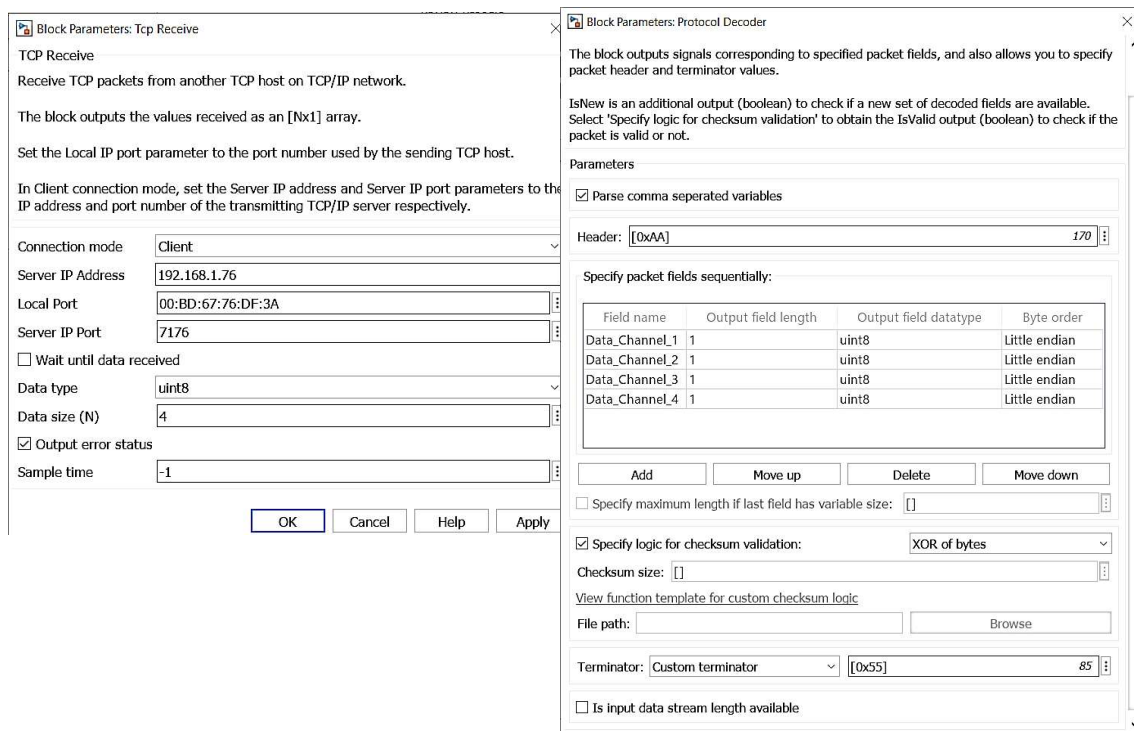 Block Parameters: Tcp Receive
TCP Receive
Receive TCP packets from another TCP host on TCP/IP network.
The block outputs the values received as an [Nx1] array.
Set the Local IP port parameter to the port number used by the sending TCP host.
In Client connection mode, set the Server IP address and Server IP port parameters to the
IP address and port number of the transmitting TCP/IP server respectively.
Connection mode Client
Server IP Address 192.168.1.76
Local Port 00:BD:67:76:DF:3A
Server IP Port 7176
Wait until data received
Data type uint8
Data size (N) 4
Output error status
Sample time -1
OK Cancel Help Apply
Block Parameters: Protocol Decoder
The block outputs signals corresponding to specified packet fields, and also allows you to specify
packet header and terminator values.
IsNew is an additional output (boolean) to check if a new set of decoded fields are available.
Select 'Specify logic for checksum validation' to obtain the IsValid output (boolean) to check if the
packet is valid or not.
Parameters
Parse comma seperated variables
Header: [0xAA] 170
Specify packet fields sequentially:
Field name Output field length Output field datatype Byte order
Data_Channel_1 1 uint8 Little endian
Data_Channel_2 1 uint8 Little endian
Data_Channel_3 1 uint8 Little endian
Data_Channel_4 1 uint8 Little endian
Add Move up Delete Move down
Specify maximum length if last field has variable size: []
Specify logic for checksum validation: XOR of bytes
Checksum size: []
View function template for custom checksum logic
File path: Browse
Terminator: Custom terminator [0x55] 85
Is input data stream length available